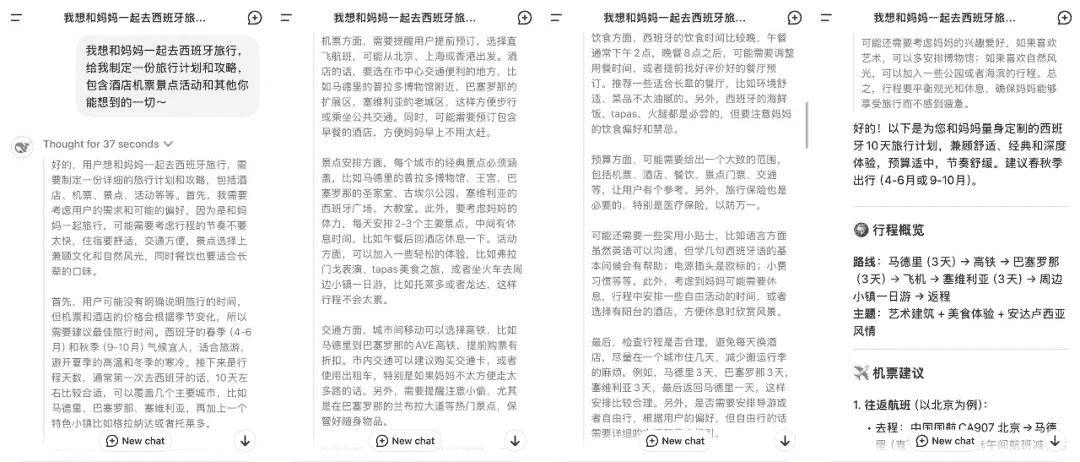 我想和妈妈一起去西班牙旅...
我想和妈妈一起去西班牙旅行,
给我制定一份旅行计划和攻略,
包含酒店机票景点活动和其他你
能想到的一切~
Thought for 37 seconds
好的，用户想和妈妈一起去西班牙旅行，需
要制定一份详细的旅行计划和攻略，包括酒
店、机票、景点、活动等等。首先，我需要
考虑用户的需求和可能的偏好。因为是和妈
妈一起旅行，可能需要考虑行程的节奏不要
太快，住宿要舒适，交通方便，景点选择上
兼顾文化和自然风光，同时餐饮也要适合长
辈的口味。
首先，用户可能没有明确说明旅行的时间，
但机票和酒店的价格会根据季节变化，所以
需要建议最佳旅行时间。西班牙的春季 (4-6
月) 和秋季 (9-10月) 气候宜人，适合旅游，
避开夏季的高温和冬季的寒冷。接下来是行
程天数，通常第一次去西班牙的话，10天左
右比较合适，可以覆盖几个主要城市，比如
马德里、巴塞罗那、塞维利亚，再加上一个
特色小镇比如格拉纳达或者托莱多。
New chat
我想和妈妈一起去西班牙旅...
机票方面，需要提醒用户提前预订，选择直
飞航班，可能从北京、上海或香港出发。酒
店的话，要选在市中心交通便利的地方，比
如马德里的普拉多博物馆附近，巴塞罗那的
扩展区，塞维利亚的老城区，这样方便步行
或乘坐公共交通。同时，可能需要预订包含
早餐的酒店，方便妈妈早上不用太赶。
景点安排方面，每个城市的经典景点必须涵
盖，比如马德里的普拉多博物馆、王宫，巴
塞罗那的圣家堂、古埃尔公园，塞维利亚的
西班牙广场、大教堂。此外，要考虑妈妈的
体力，每天安排2-3个主要景点，中间有休
息时间，比如午餐后回酒店休息一下。活动
方面，可以加入一些轻松的体验，比如弗拉
门戈表演、tapas美食之旅，或者坐火车去周
边小镇一日游，比如托莱多或者龙达，这样
行程不会太累。
交通方面，城市间移动可以选择高铁，比如
马德里到巴塞罗那的AVE高铁，提前购票有
折扣。市内交通可以建议购买交通卡，或者
使用出租车，特别是如果妈妈不太方便走太
多路的话。另外，需要提醒注意小偷，尤其
是在巴塞罗那的兰布拉大道等热门景点，保
管好随身物品。
New chat
我想和妈妈一起去西班牙旅...
饮食方面，西班牙的饮食时间比较晚，午餐
通常下午2点，晚餐8点之后，可能需要调整
用餐时间，或者提前找好评价好的餐厅预
订。推荐一些适合长辈的餐厅，比如环境舒
适、菜品不太油腻的。另外，西班牙的海鲜
饭、tapas、火腿都是必尝的，但要注意妈妈
的饮食偏好和禁忌。
预算方面，可能需要给出一个大致的范围，
包括机票、酒店、餐饮、景点门票、交通
等，让用户有个参考。另外，旅行保险也是
必要的，特别是医疗保险，以防万一。
可能还需要一些实用小贴士，比如语言方面
虽然英语可以沟通，但学几句西班牙语的基
本问候会有帮助；电源插头是欧标的；小费
习惯等等。此外，考虑到妈妈可能需要休
息，行程中安排一些自由活动的时间，或者
选择有阳台的酒店，方便休息时欣赏风景。
最后，检查行程是否合理，避免每天换酒
店，尽量在一个城市住几天，减少搬运行李
的麻烦。例如，马德里3天，巴塞罗那3天，
塞维利亚3天，最后返回马德里一天，这样
安排比较合理。另外，是否需要安排导游或
者自由行，根据用户的偏好，但自由行的话
需要详细的
New chat
我想和妈妈一起去西班牙旅...
可能还需要考虑妈妈的兴趣爱好，如果喜欢
艺术，可以多安排博物馆；如果喜欢自然风
光，可以加入一些公园或者海滨的行程。总
之，行程要平衡观光和休息，确保妈妈能够
享受旅行而不感到疲惫。
好的！以下是为您和妈妈量身定制的西班
牙10天旅行计划，兼顾舒适、经典和深度
体验，预算适中，节奏舒缓。建议春秋季
出行 (4-6月或9-10月)。
行程概览
路线：马德里 (3天) → 高铁 → 巴塞罗那
(3天) → 飞机 → 塞维利亚 (3天) → 周边
小镇一日游 → 返程
主题：艺术建筑 + 美食体验 + 安达卢西亚
风情
机票建议
1. 往返航班 (以北京为例)：
• 去程：中国国航CA907 北京 → 马德
里
New chat